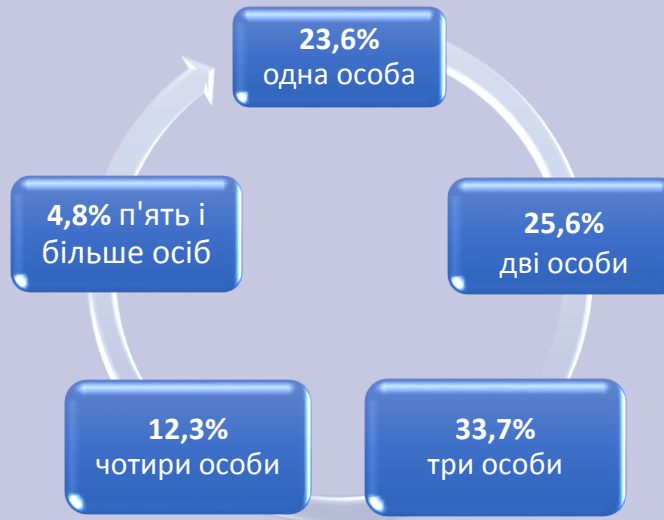 23,6%
одна особа
25,6%
дві особи
33,7%
три особи
12,3%
чотири особи
4,8% п'ять і
більше осіб